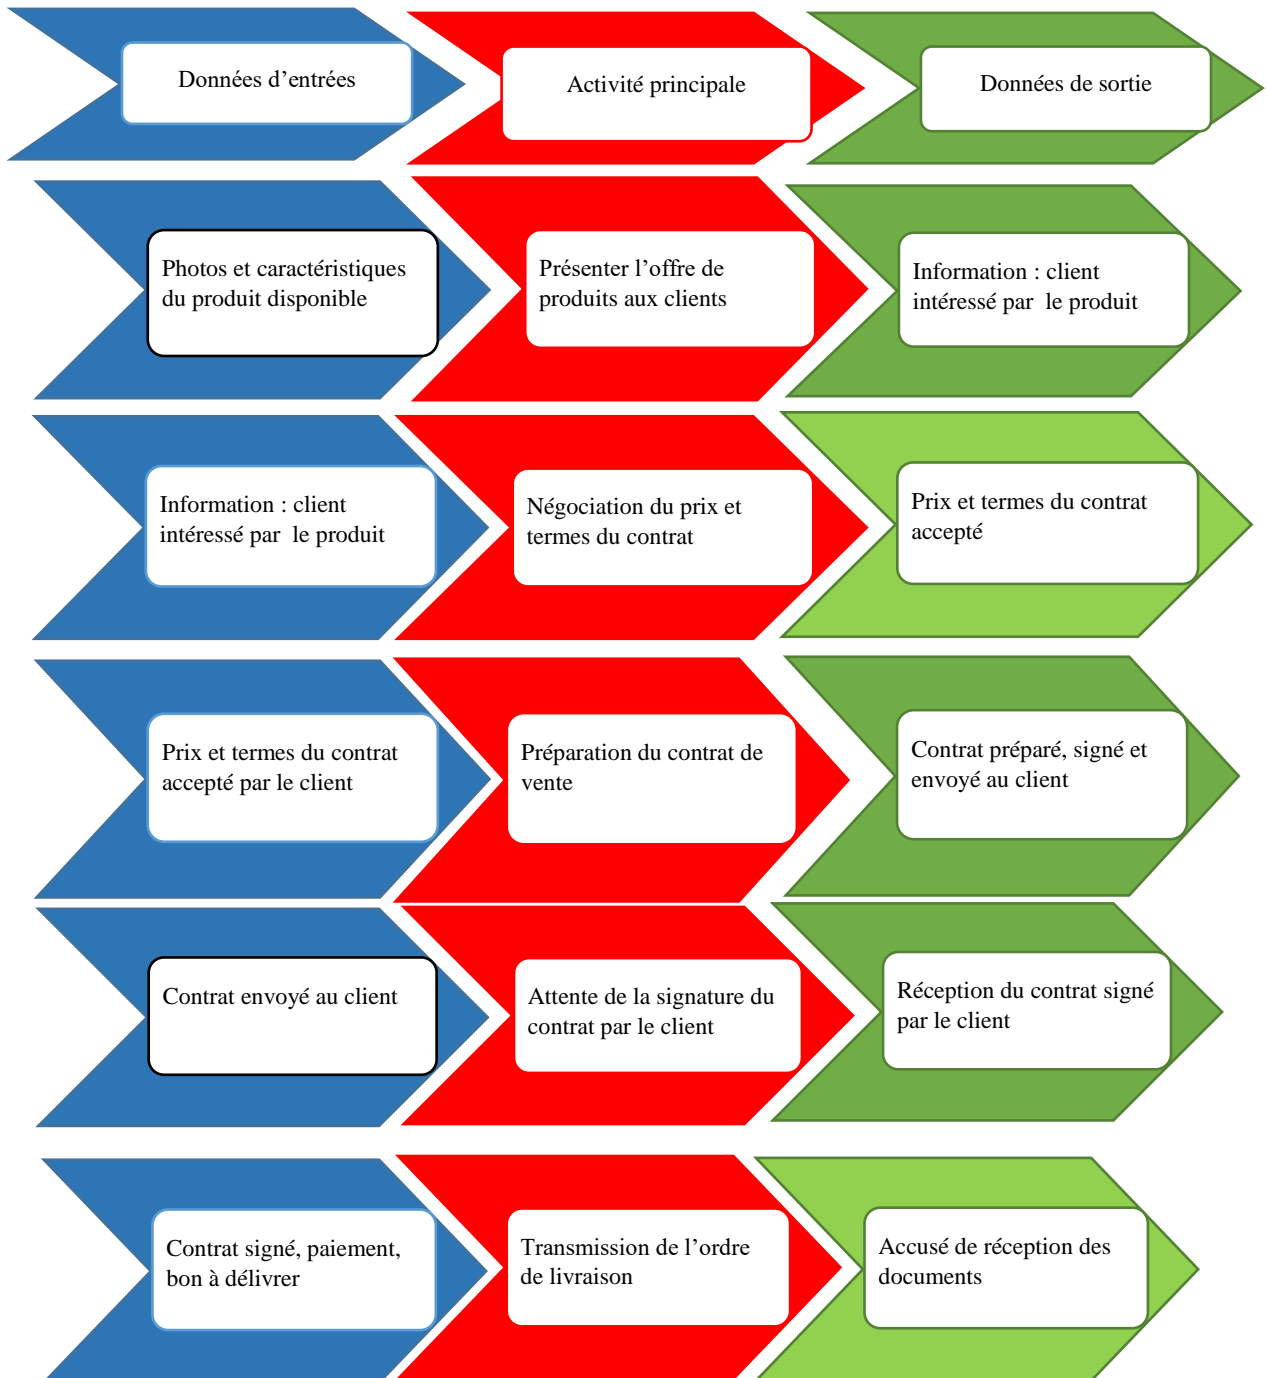 Données d’entrées
Activité principale
Données de sortie
Photos et caractéristiques
du produit disponible
Présenter l’offre de
produits aux clients
Information : client
intéressé par  le produit
Information : client
intéressé par  le produit
Négociation du prix et
termes du contrat
Prix et termes du contrat
accepté
Prix et termes du contrat
accepté par le client
Préparation du contrat de
vente
Contrat préparé, signé et
envoyé au client
Contrat envoyé au client
Attente de la signature du
contrat par le client
Réception du contrat signé
par le client
Contrat signé, paiement,
bon à délivrer
Transmission de l’ordre
de livraison
Accusé de réception des
documents